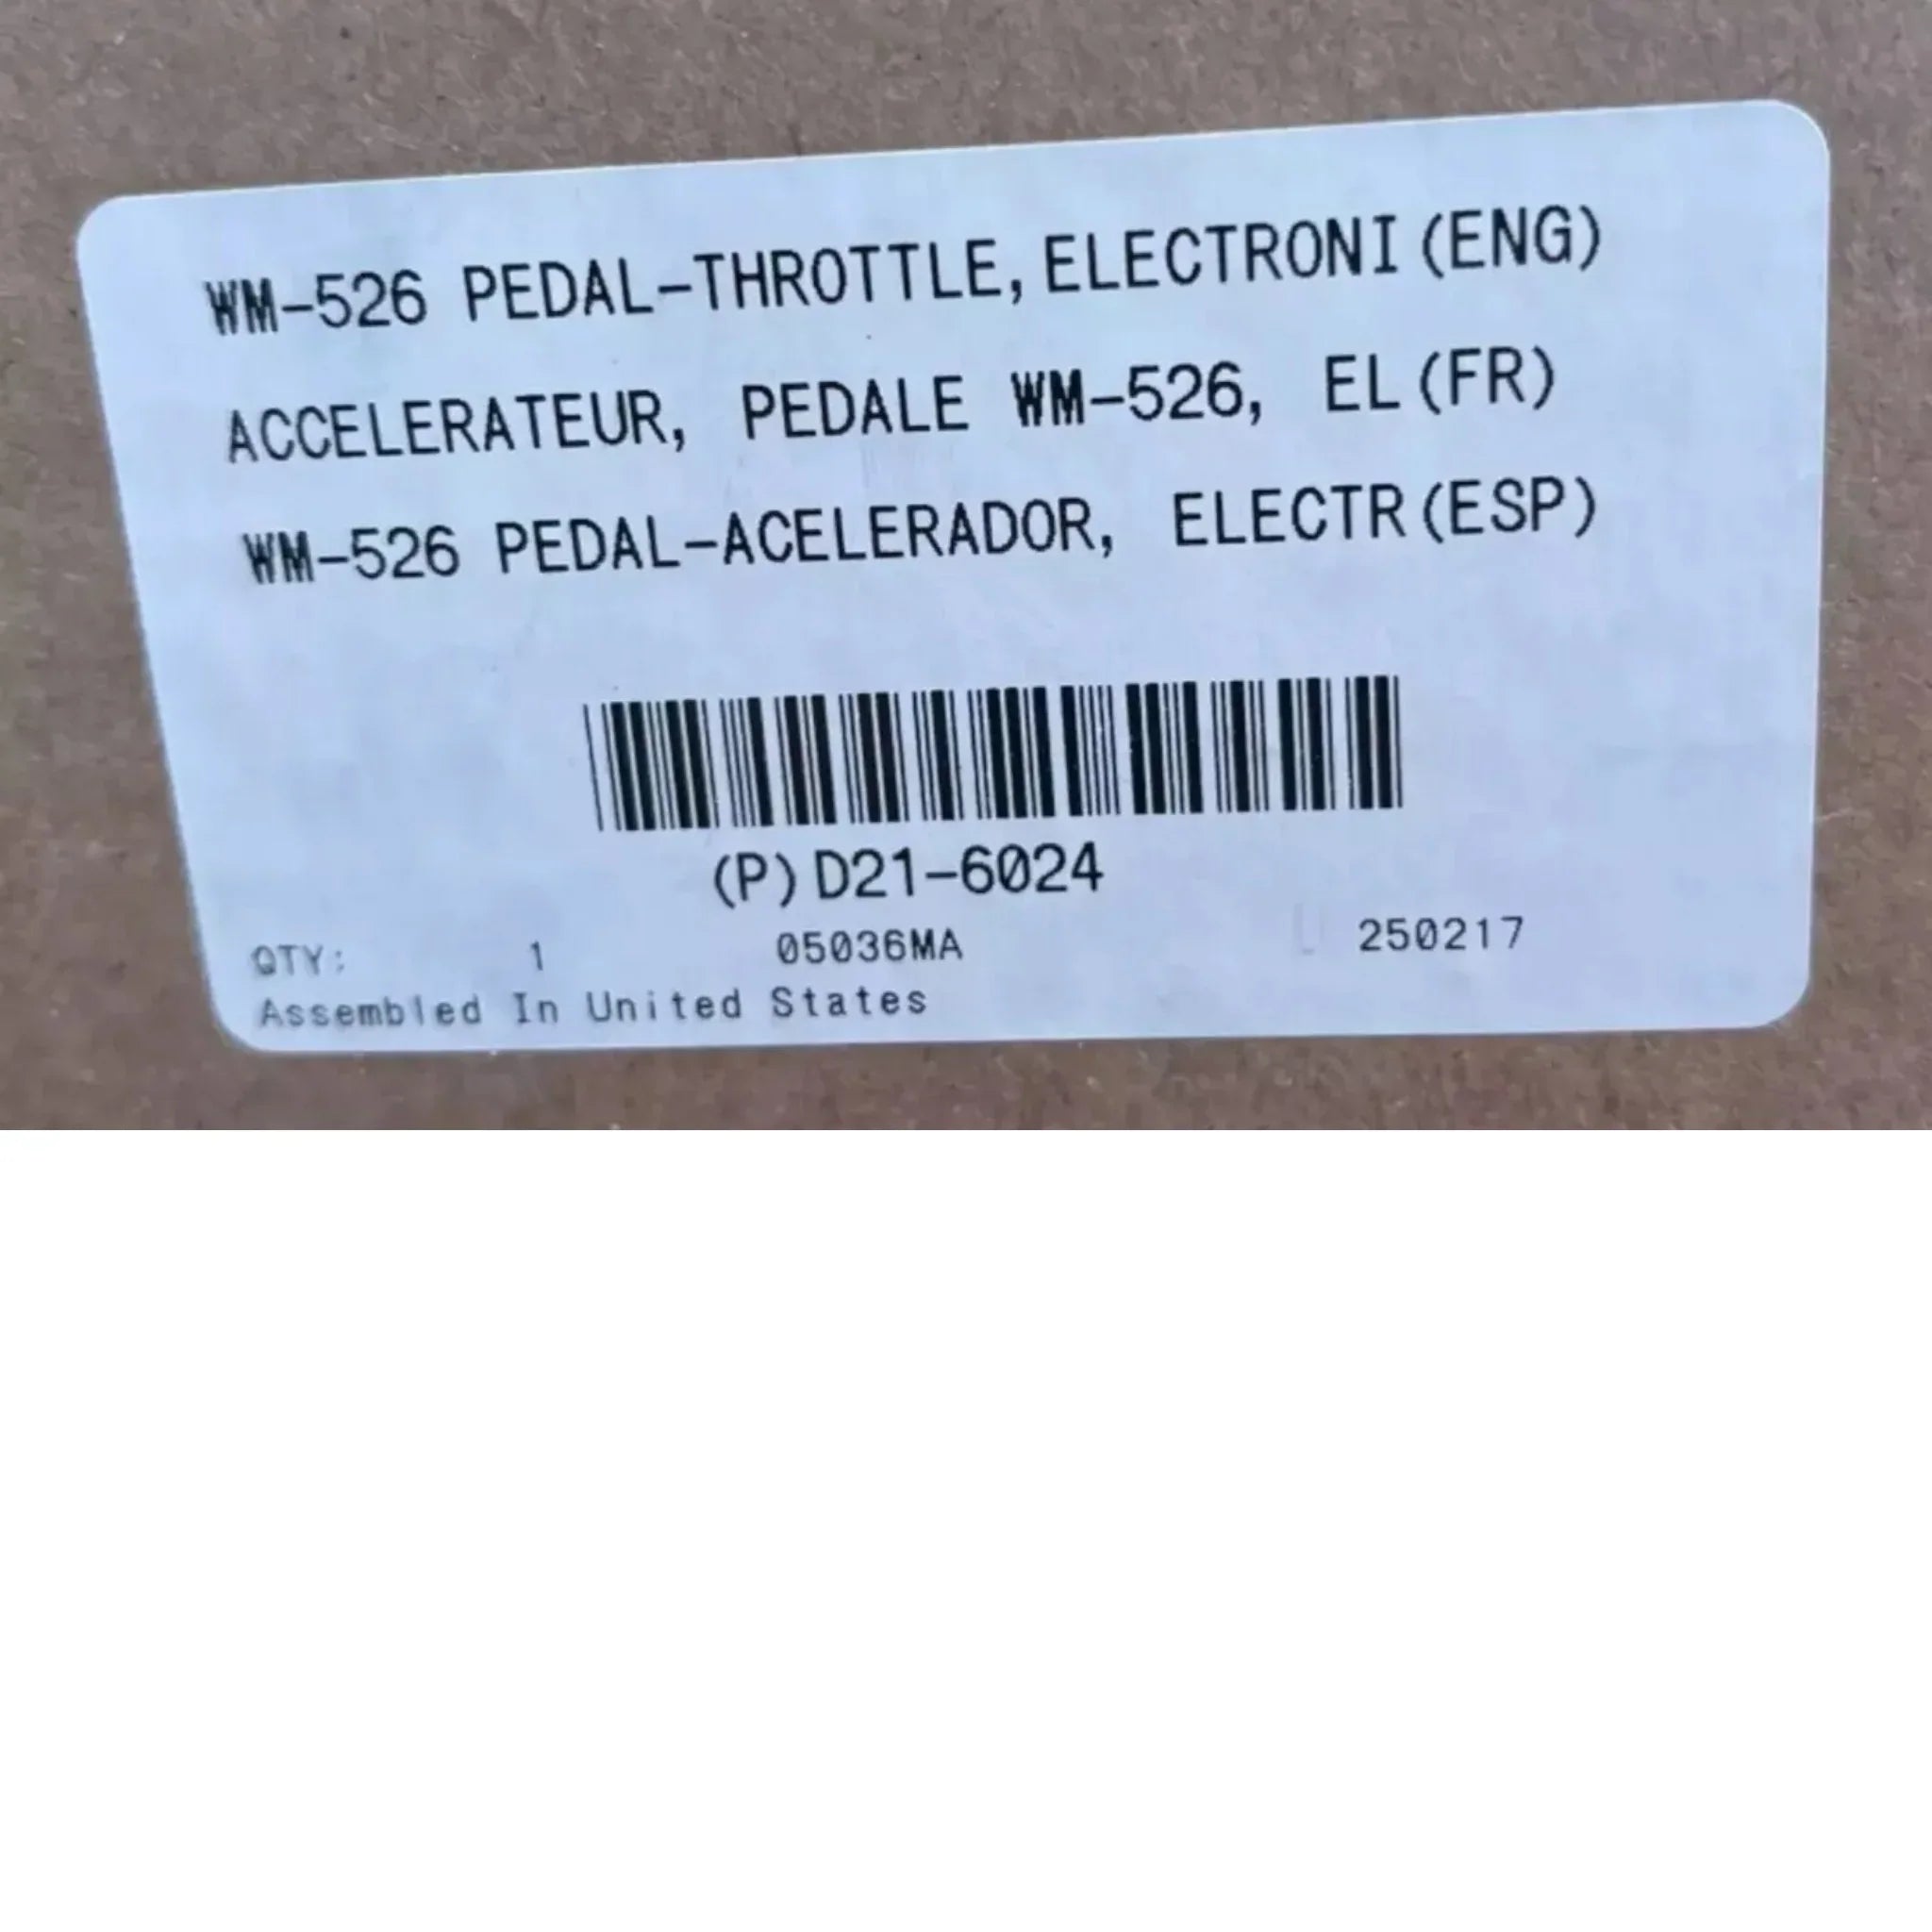 WM-526 PEDAL-THROTTLE,ELECTRONI(ENG)
ACCELERATEUR, PEDALE WM-526, EL(FR)
WM-526 PEDAL-ACELERADOR, ELECTR(ESP)
(P)D21-6024
QTY: 1 05036MA 250217
Assembled In United States